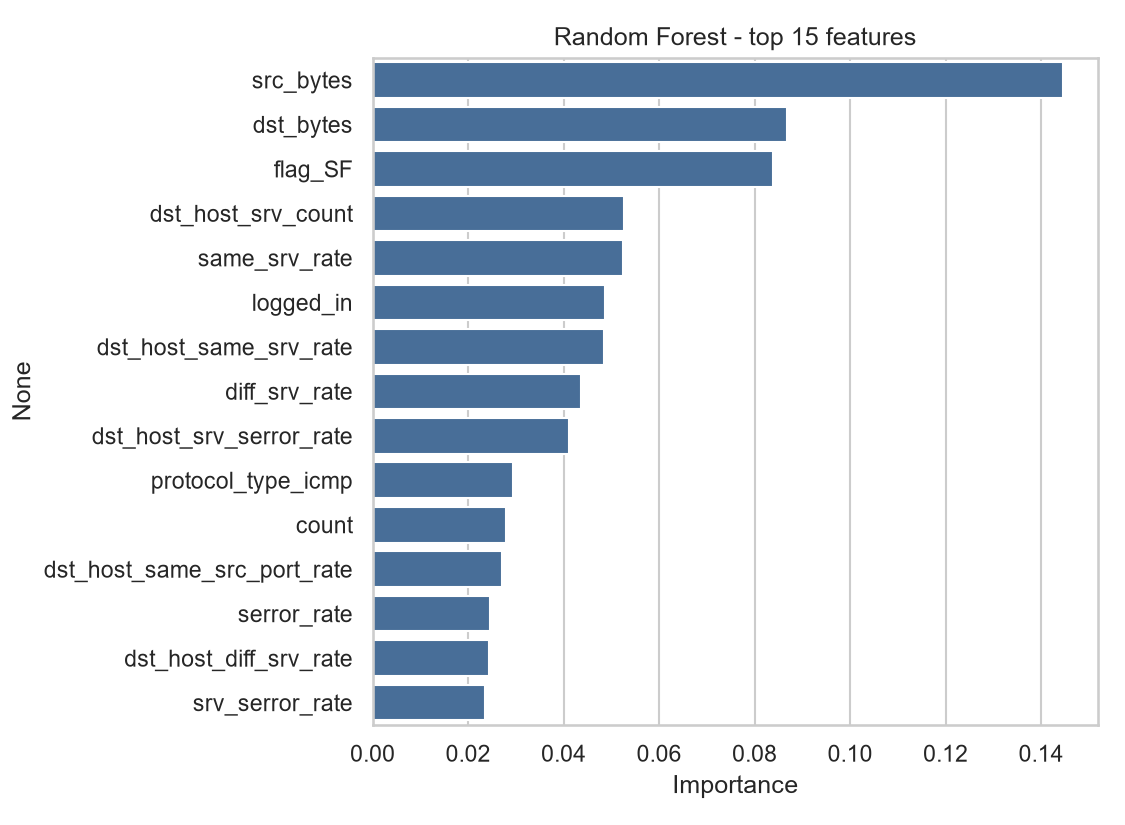 Random Forest - top 15 features
src_bytes
dst_bytes
flag_SF
dst_host_srv_count
same_srv_rate
logged_in
dst_host_same_srv_rate
diff_srv_rate
dst_host_srv_serror_rate
protocol_type_icmp
count
dst_host_same_src_port_rate
serror_rate
dst_host_diff_srv_rate
srv_serror_rate
None
0.00 0.02 0.04 0.06 0.08 0.10 0.12 0.14
Importance